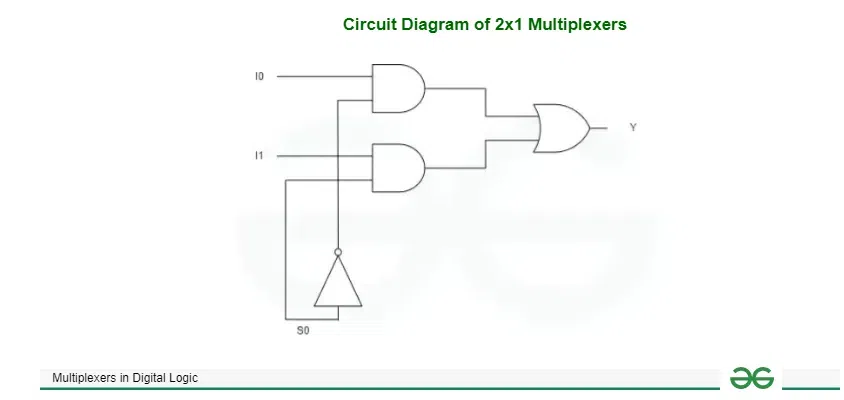 Circuit Diagram of 2x1 Multiplexers
I0
I1
Y
S0
Multiplexers in Digital Logic